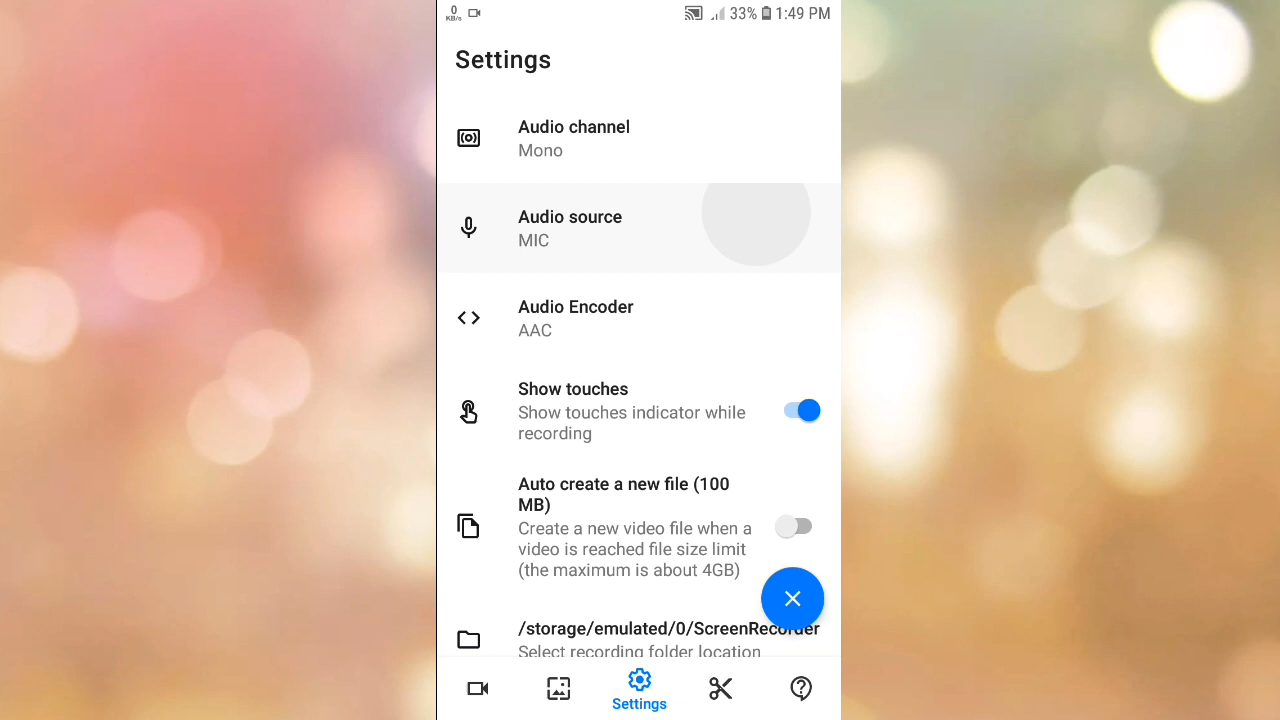 0
KB/s
33% 1:49 PM
Settings
Audio channel
Mono
Audio source
MIC
Audio Encoder
AAC
Show touches
Show touches indicator while
recording
Auto create a new file (100
MB)
Create a new video file when a
video is reached file size limit
(the maximum is about 4GB)
/storage/emulated/0/ScreenRecorder
Select recording folder location
Settings